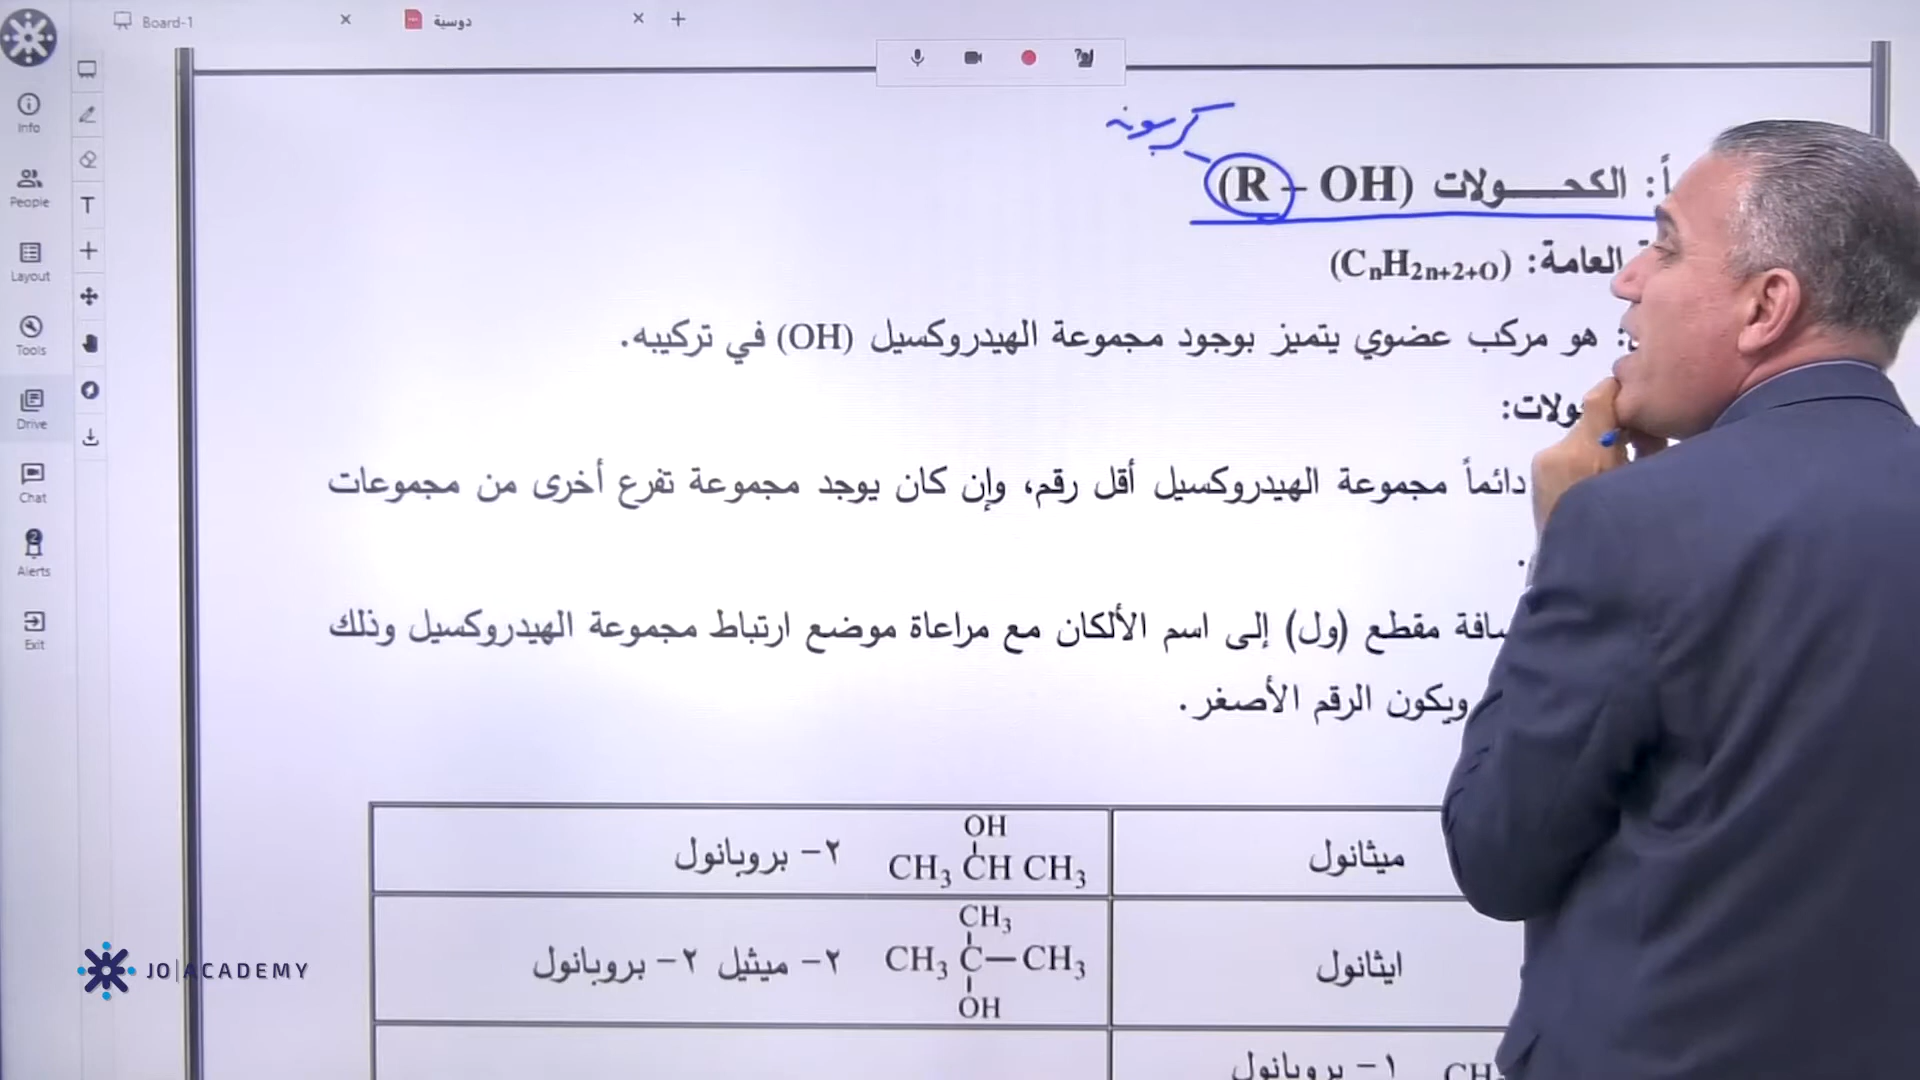 Board-1
دوسية
Info
People
Layout
Tools
Drive
Chat
2
Alerts
Exit
T
كربونه
: الكحـــولات (R – OH)
العامة: (CnH2n+2+O)
: هو مركب عضوي يتميز بوجود مجموعة الهيدروكسيل (OH) في تركيبه.
دائماً مجموعة الهيدروكسيل أقل رقم، وإن كان يوجد مجموعة تفرع أخرى من مجموعات
مقطع (ول) إلى اسم الألكان مع مراعاة موضع ارتباط مجموعة الهيدروكسيل وذلك
ويكون الرقم الأصغر.
ميثانول
OH
CH3 CH CH3 ٢- بروبانول
ايثانول
CH3
CH3 C—CH3 ٢- ميثيل ٢- بروبانول
OH
١- بروبانول
JO|ACADEMY